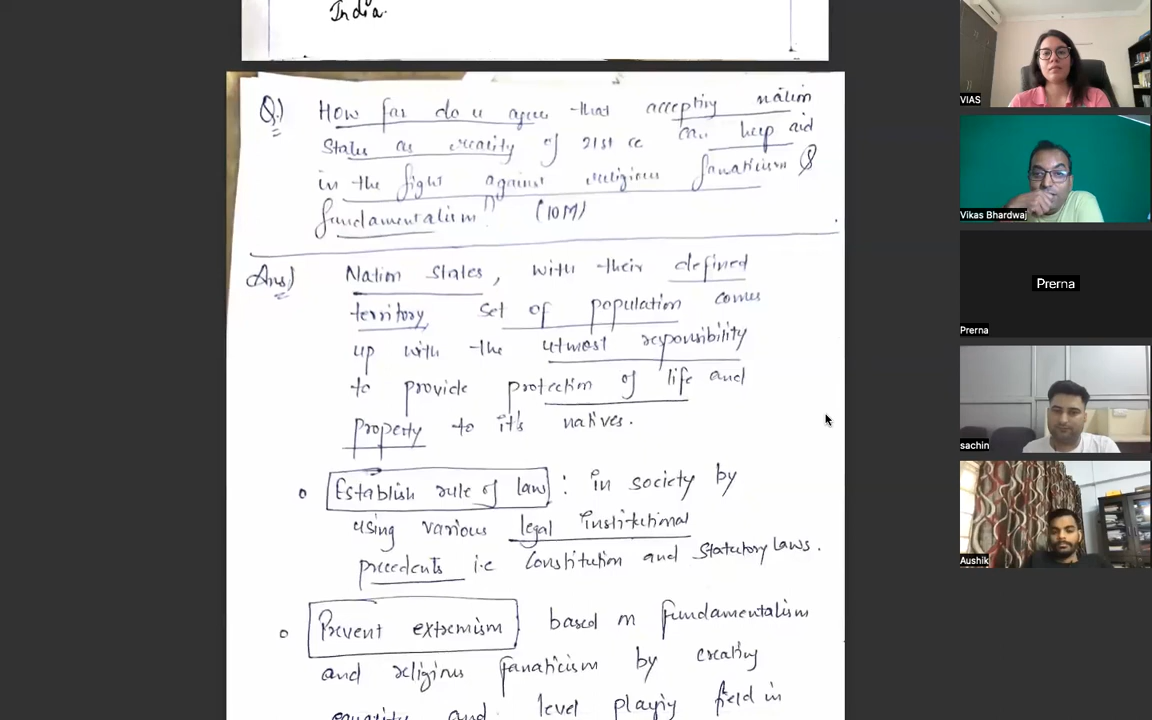 India.
Q.) How far do u agree that accepting nation
States as reality of 21st cc can help aid
in the fight against religious fanaticism &
fundamentalism" (10M)
Ans) Nation states, with their defined
territory, set of population comes
up with the utmost responsibility
to provide protection of life and
property to it's natives.
Establish rule of law : in society by
using various legal institutional
precedents i.e Constitution and Statutory Laws.
Prevent extremism based on fundamentalism
and religious fanaticism by creating
equality and level playing field in
VIAS
Vikas Bhardwaj
Prerna
Prerna
sachin
Aushik